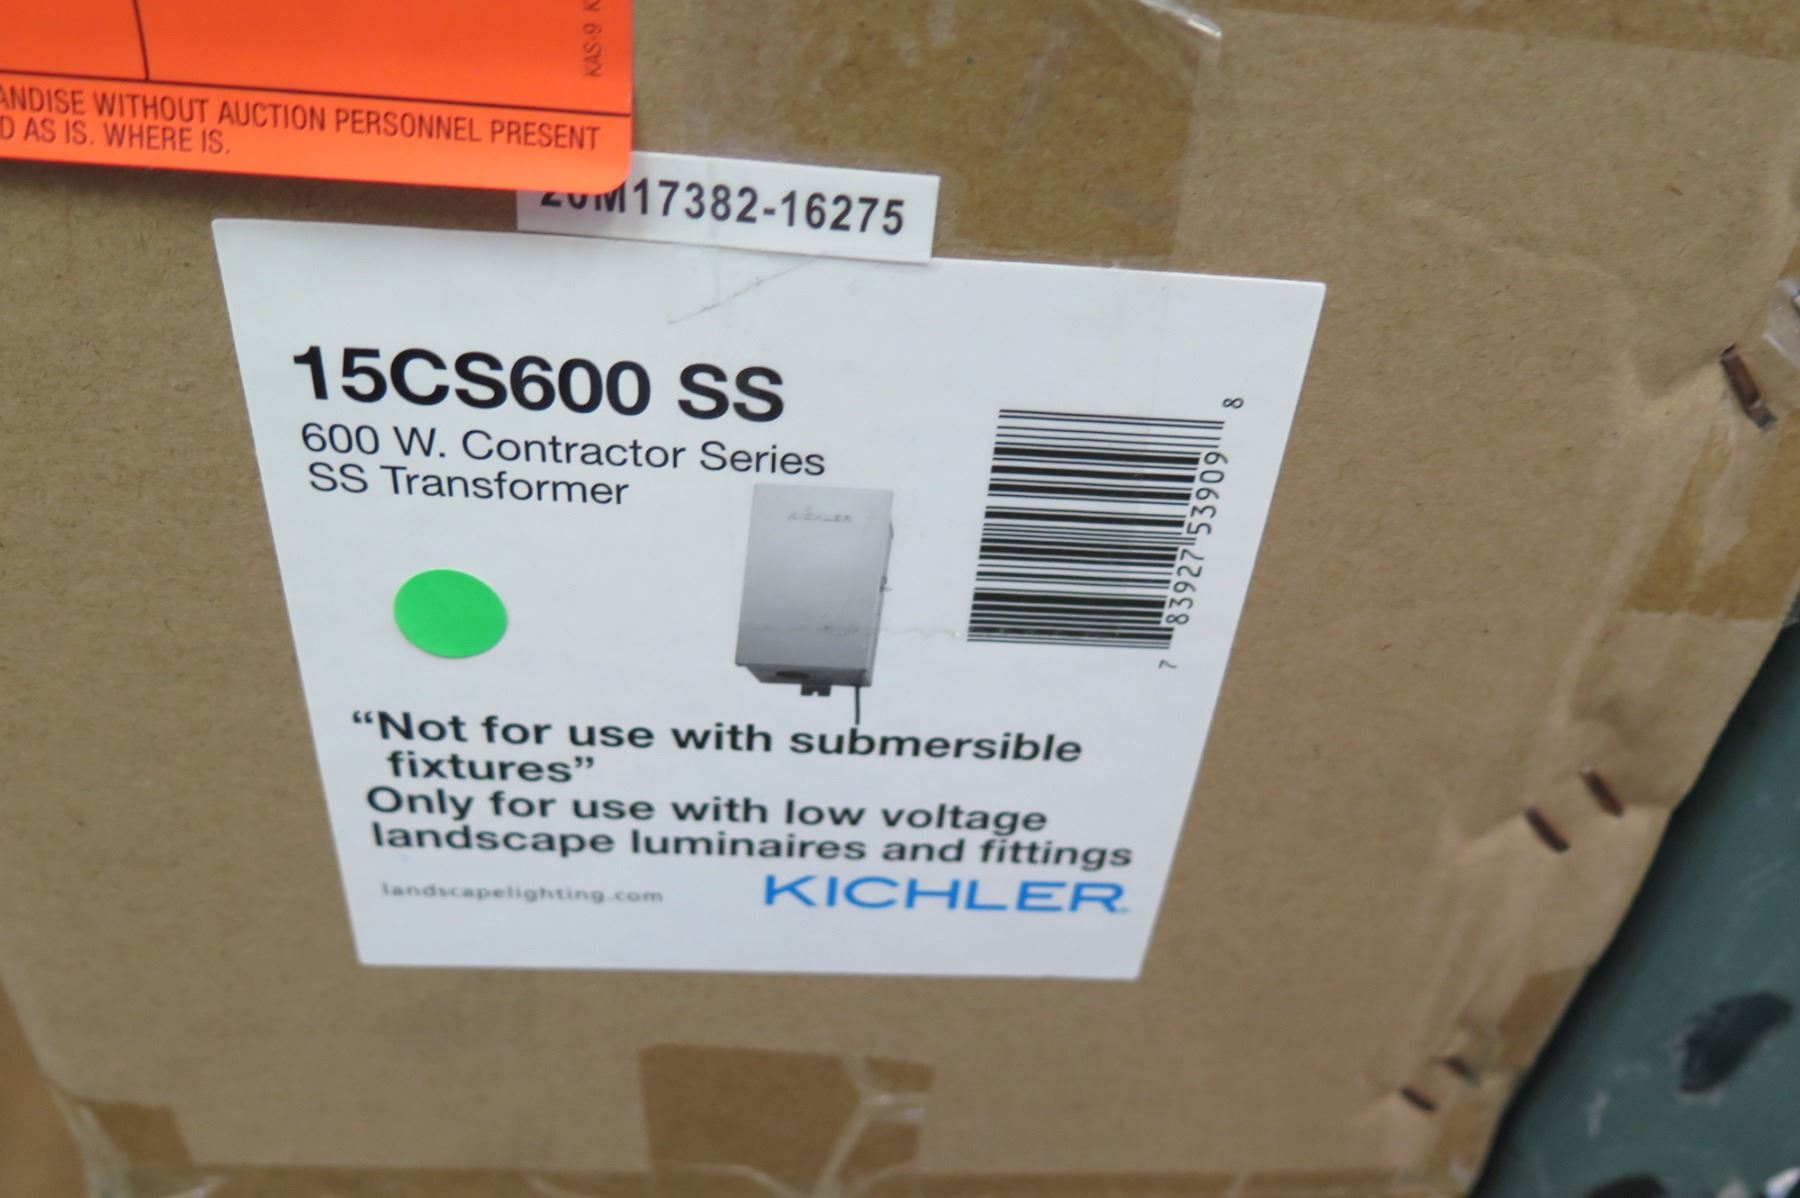 KAS-9
ANDISE WITHOUT AUCTION PERSONNEL PRESENT
D AS IS. WHERE IS.
20M17382-16275
15CS600 SS
600 W. Contractor Series
SS Transformer
KICHLER
7 83927 53909 8
“Not for use with submersible
fixtures”
Only for use with low voltage
landscape luminaires and fittings
landscapelighting.com
KICHLER